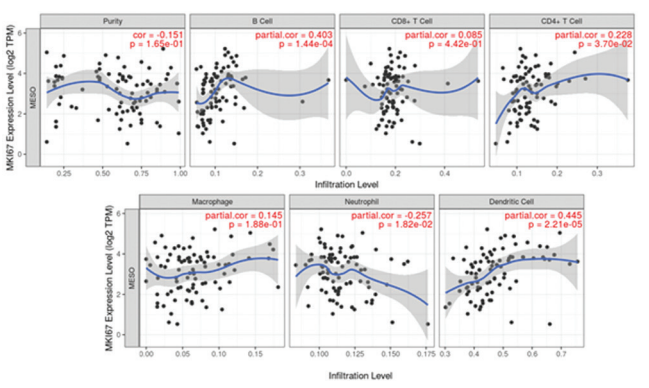 Purity
B Cell
CD8+ T Cell
CD4+ T Cell
cor = -0.151
p = 1.65e-01
partial.cor = 0.403
p = 1.44e-04
partial.cor = 0.085
p = 4.42e-01
partial.cor = 0.228
p = 3.70e-02
MKI67 Expression Level (log2 TPM)
MESO
6
4
2
0
0.25 0.50 0.75 1.00
0.1 0.2 0.3
0.0 0.2 0.4
0.1 0.2 0.3
Infiltration Level
Macrophage
Neutrophil
Dendritic Cell
partial.cor = 0.145
p = 1.88e-01
partial.cor = -0.257
p = 1.82e-02
partial.cor = 0.445
p = 2.21e-05
MKI67 Expression Level (log2 TPM)
MESO
6
4
2
0
0.00 0.05 0.10 0.15
0.100 0.125 0.150 0.175
0.3 0.4 0.5 0.6 0.7
Infiltration Level